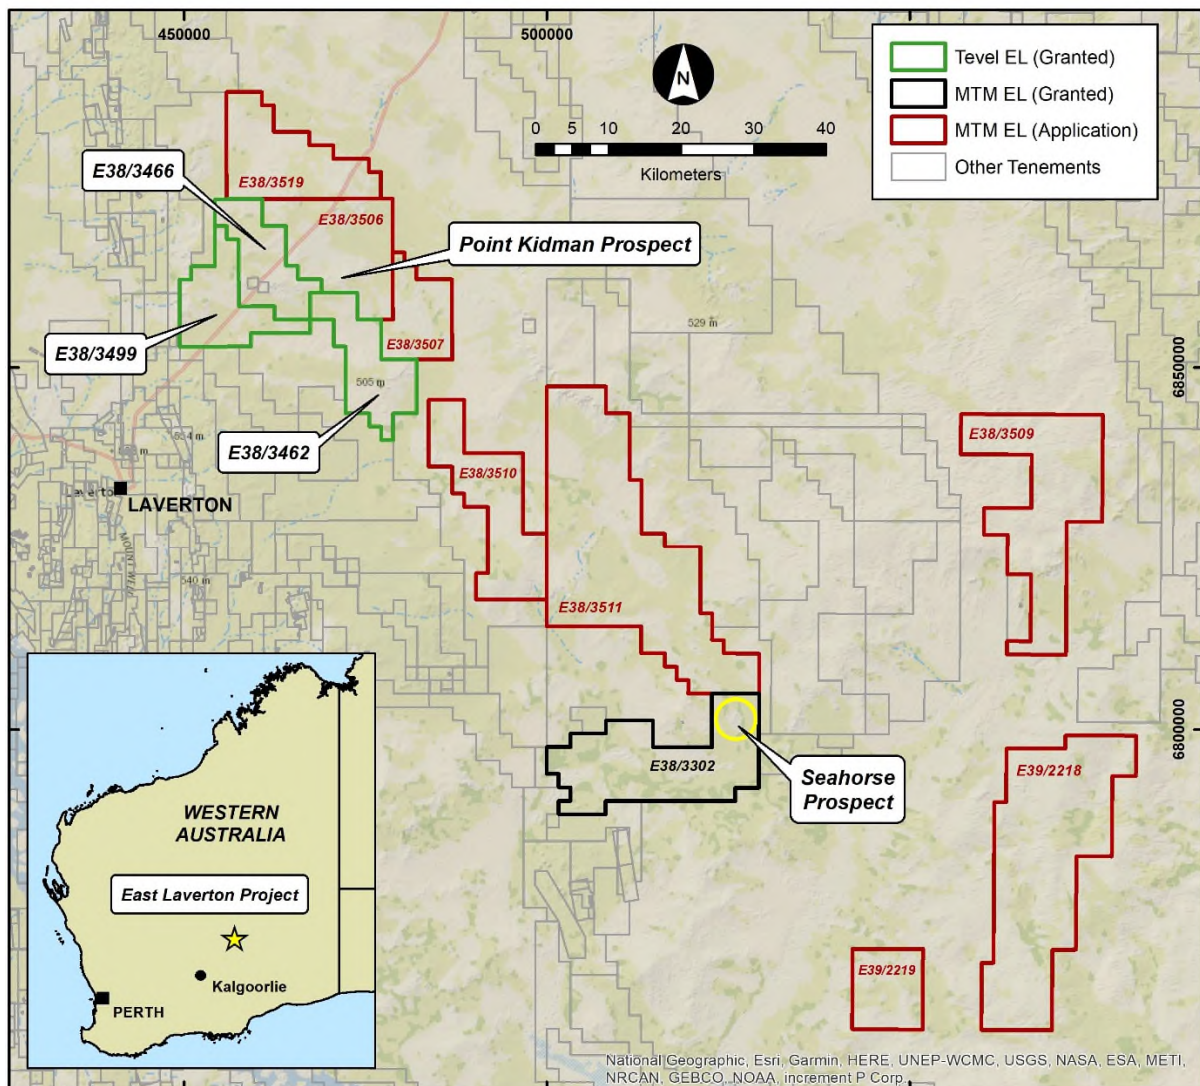 450000
500000
N
0 5 10 20 30 40
Kilometers
Tevel EL (Granted)
MTM EL (Granted)
MTM EL (Application)
Other Tenements
E38/3466
E38/3519
E38/3506
Point Kidman Prospect
E38/3499
E38/3507
529 m
505 m
6850000
E38/3462
E38/3509
E38/3510
LAVERTON
540 m
E38/3511
6800000
E38/3302
Seahorse
Prospect
E39/2218
E39/2219
WESTERN
AUSTRALIA
East Laverton Project
Kalgoorlie
PERTH
National Geographic, Esri, Garmin, HERE, UNEP-WCMC, USGS, NASA, ESA, METI,
NRCAN, GEBCO, NOAA, increment P Corp.